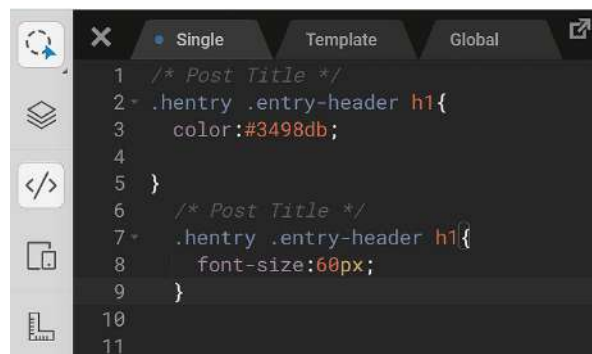 Single Template Global
1 /* Post Title */
2 .hentry .entry-header h1{
3 color:#3498db;
4
5 }
6 /* Post Title */
7 .hentry .entry-header h1{
8 font-size:60px;
9 }
10
11